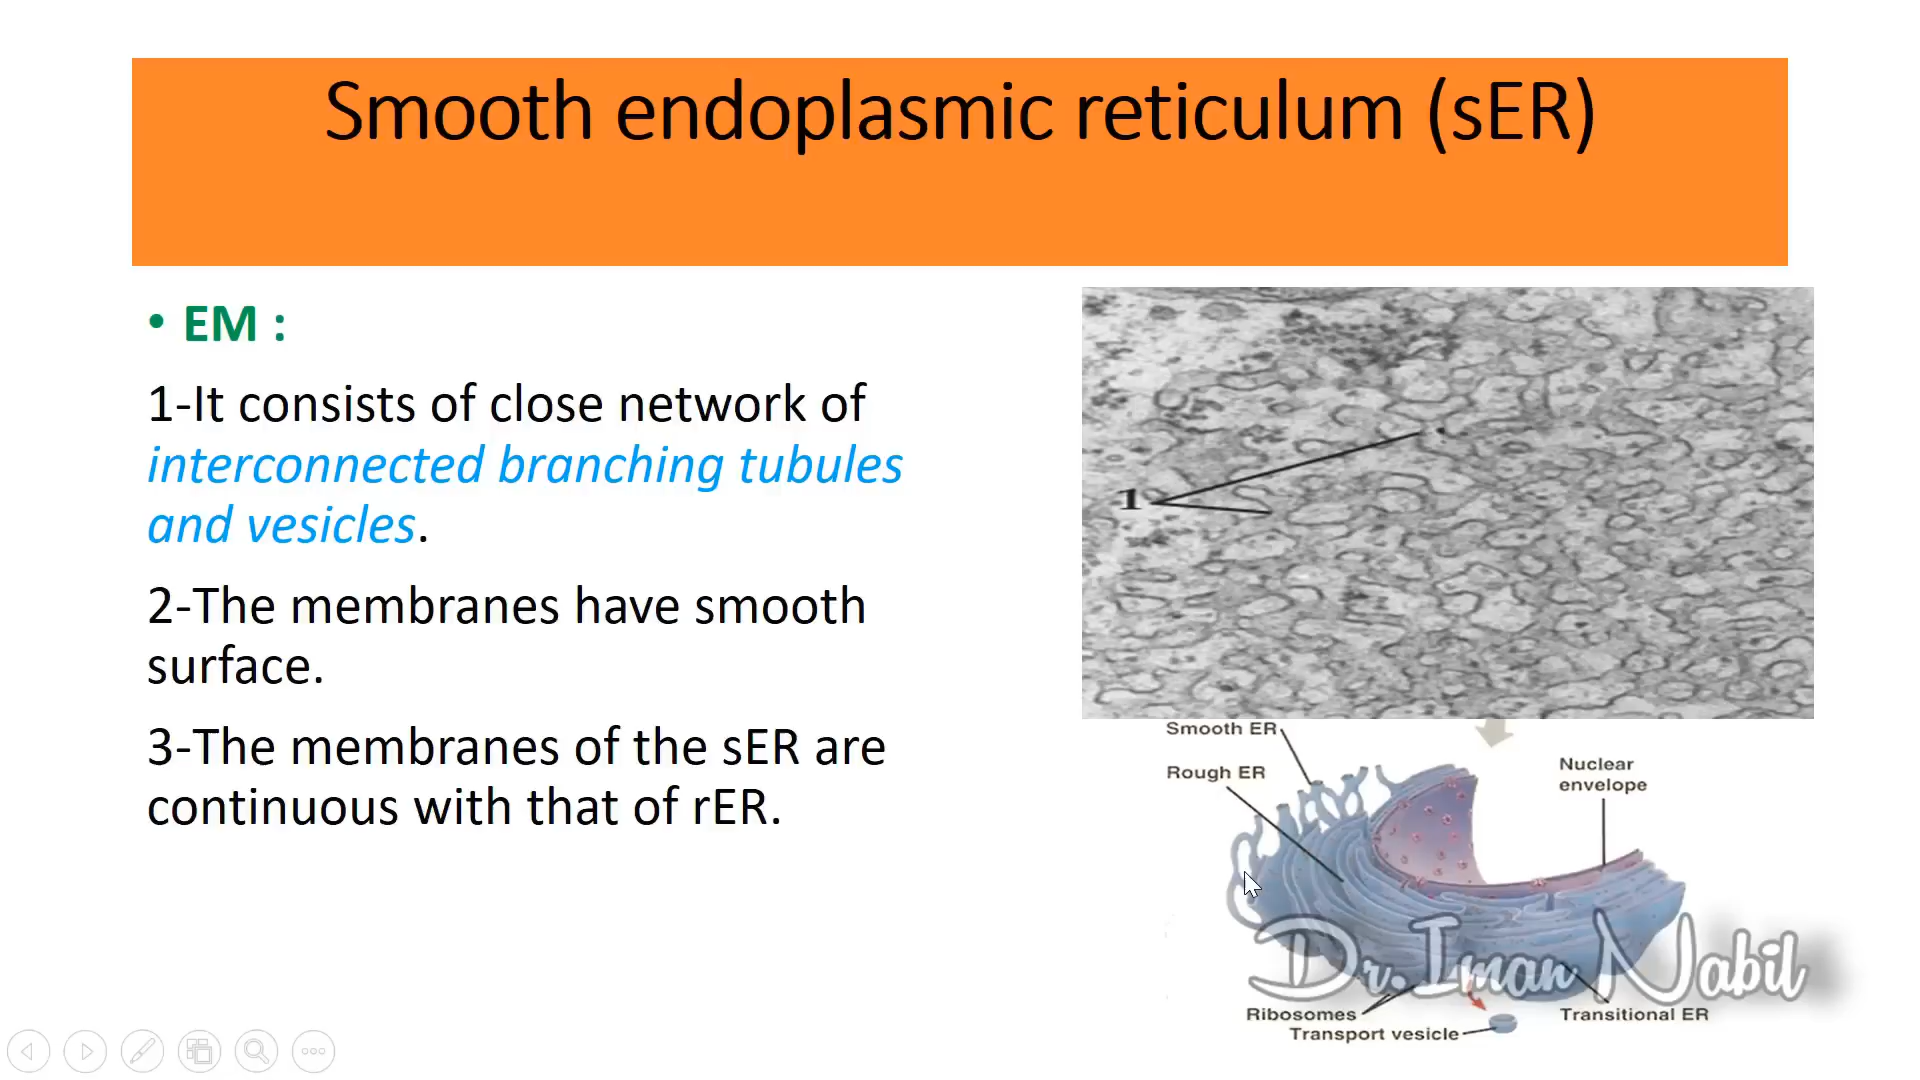 Smooth endoplasmic reticulum (sER)
• EM :
1-It consists of close network of
interconnected branching tubules
and vesicles.
2-The membranes have smooth
surface.
3-The membranes of the sER are
continuous with that of rER.
1
Smooth ER
Rough ER
Nuclear
envelope
Dr.Iman Nabil
Ribosomes
Transitional ER
Transport vesicle